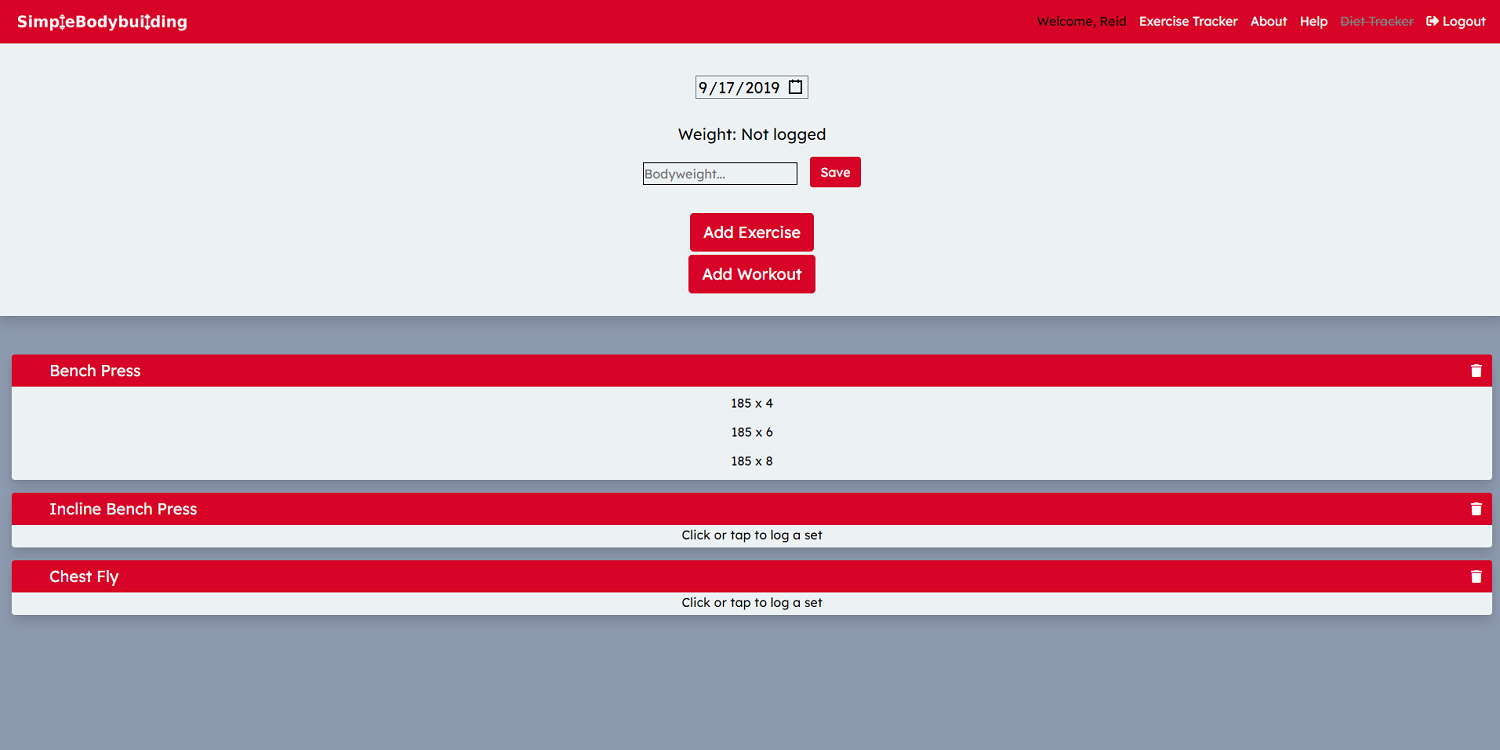 SimpleBodybuilding
Welcome, Reid Exercise Tracker About Help Diet Tracker Logout
9/17/2019
Weight: Not logged
Bodyweight... Save
Add Exercise
Add Workout
Bench Press
185 x 4
185 x 6
185 x 8
Incline Bench Press
Click or tap to log a set
Chest Fly
Click or tap to log a set